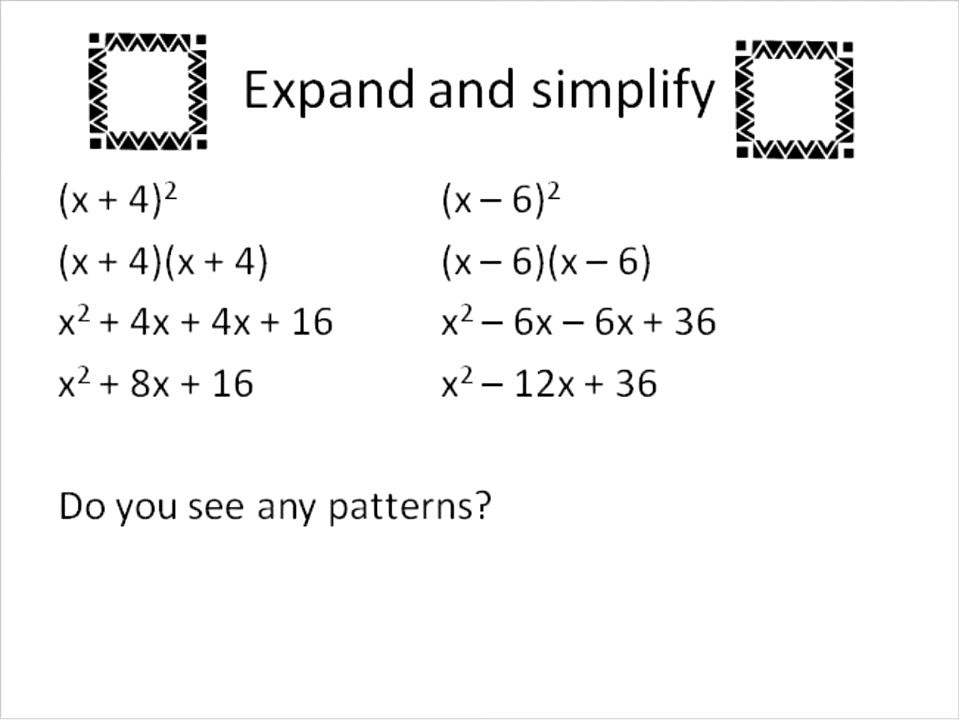 Expand and simplify
(x + 4)² (x – 6)²
(x + 4)(x + 4) (x – 6)(x – 6)
x² + 4x + 4x + 16 x² – 6x – 6x + 36
x² + 8x + 16 x² – 12x + 36
Do you see any patterns?